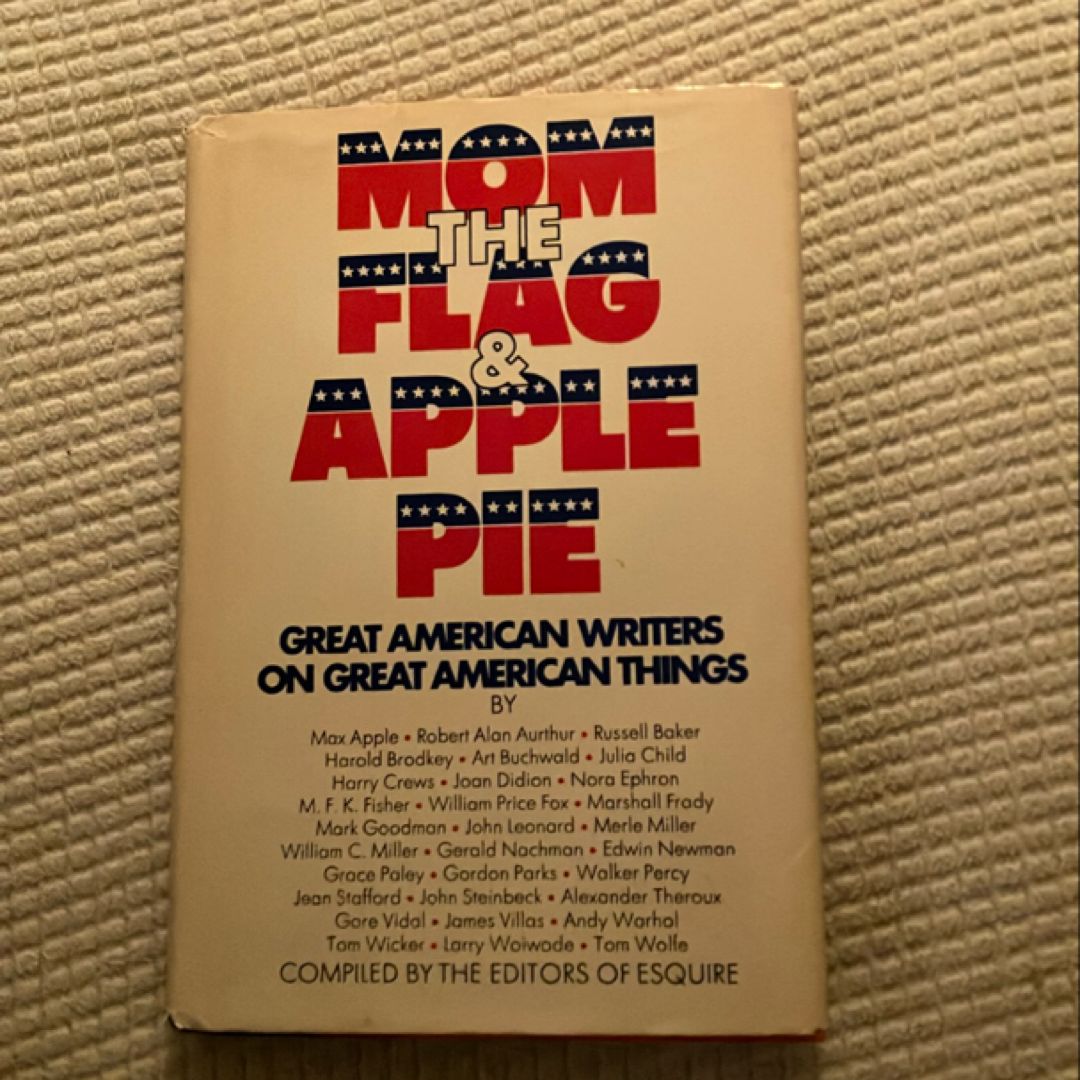 MOM
THE
FLAG
&
APPLE
PIE
GREAT AMERICAN WRITERS
ON GREAT AMERICAN THINGS
BY
Max Apple • Robert Alan Aurthur • Russell Baker
Harold Brodkey • Art Buchwald • Julia Child
Harry Crews • Joan Didion • Nora Ephron
M. F. K. Fisher • William Price Fox • Marshall Frady
Mark Goodman • John Leonard • Merle Miller
William C. Miller • Gerald Nachman • Edwin Newman
Grace Paley • Gordon Parks • Walker Percy
Jean Stafford • John Steinbeck • Alexander Theroux
Gore Vidal • James Villas • Andy Warhol
Tom Wicker • Larry Woiwode • Tom Wolfe
COMPILED BY THE EDITORS OF ESQUIRE